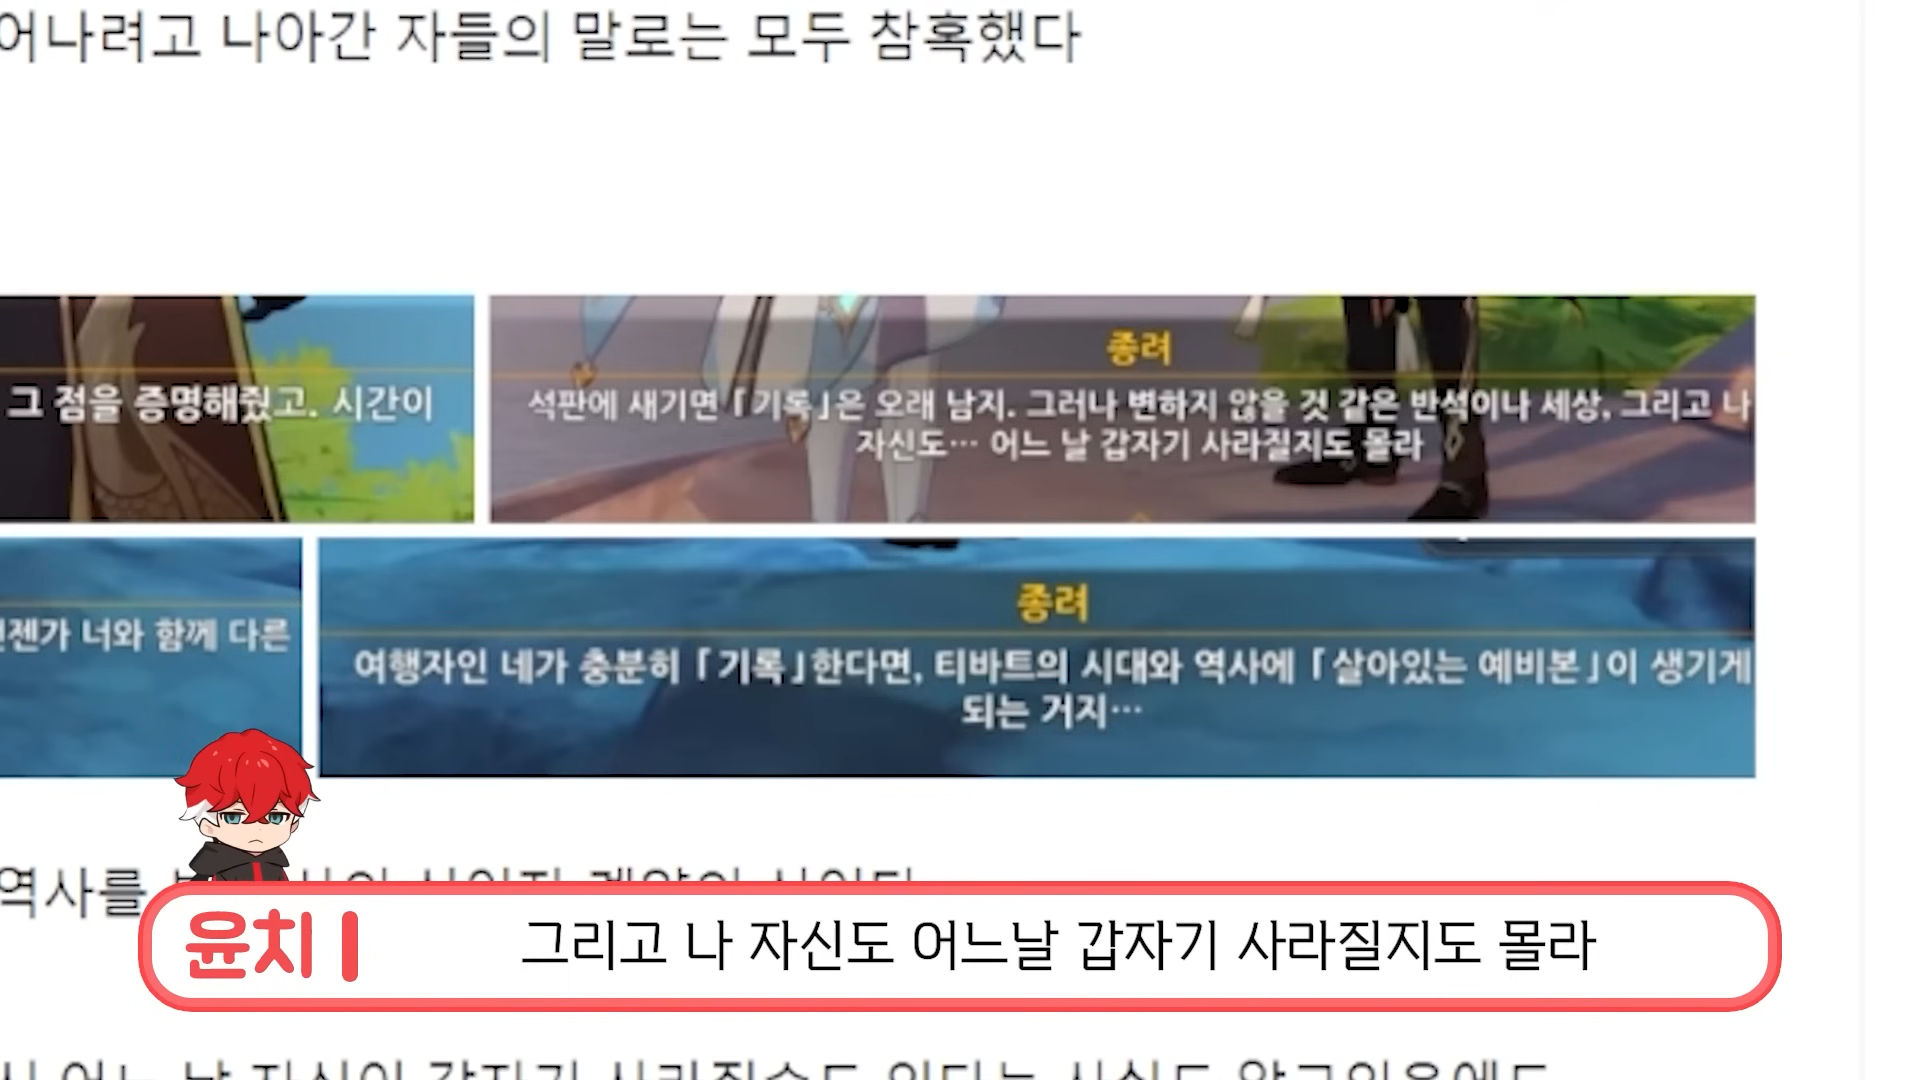 어나려고 나아간 자들의 말로는 모두 참혹했다
그 점을 증명해줬고. 시간이
종려
석판에 새기면 「기록」은 오래 남지. 그러나 변하지 않을 것 같은 반석이나 세상, 그리고 나
자신도… 어느 날 갑자기 사라질지도 몰라
언젠가 너와 함께 다른
종려
여행자인 네가 충분히 「기록」한다면, 티바트의 시대와 역사에 「살아있는 예비본」이 생기게
되는 거지…
역사를
윤치
그리고 나 자신도 어느날 갑자기 사라질지도 몰라